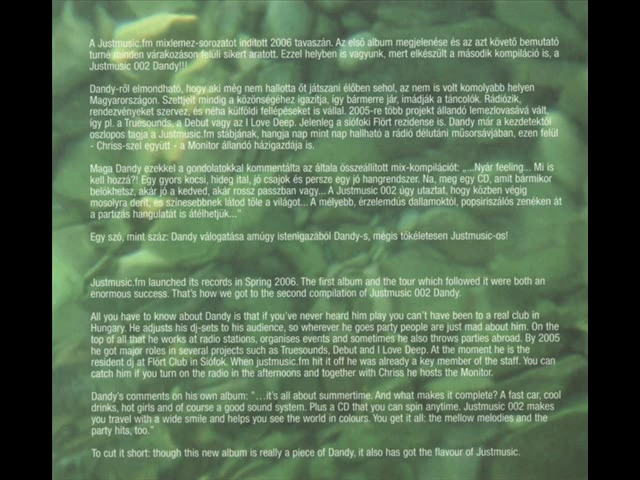 A Justmusic.fm mixlemez-sorozatot indított 2006 tavaszán. Az első album megjelenése és az azt követő bemutató
turné minden várakozáson felüli sikert aratott. Ezzel helyben is vagyunk, mert elkészült a második kompiláció is, a
Justmusic 002 Dandy!!!
Dandy-ről elmondható, hogy aki még nem hallotta őt játszani élőben sehol, az nem is volt komolyabb helyen
Magyarországon. Szettjeit mindig a közönségéhez igazítja, így bármerre jár, imádják a táncolók. Rádiózik,
rendezvényeket szervez, és néha külföldi fellépéseket is vállal. 2005-re több projekt állandó lemezlovasává vált,
így pl. a Truesounds, a Debut vagy az I Love Deep. Jelenleg a siófoki Flört rezidense is. Dandy már a kezdetektől
oszlopos tagja a Justmusic.fm stábjának, hangja nap mint nap hallható a rádió délutáni műsorsávjában, ezen felül
- Chriss-szel együtt - a Monitor állandó házigazdája is.
Maga Dandy ezekkel a gondolatokkal kommentálta az általa összeállított mix-kompilációt: „...Nyár feeling... Mi is
kell hozzá?! Egy gyors kocsi, hideg ital, jó csajok és persze egy jó hangrendszer. Na, meg egy CD, amit bármikor
belökhetsz, akár jó a kedved, akár rossz passzban vagy... A Justmusic 002 úgy utaztat, hogy közben végig
mosolyra derít, és színesebbnek látod tőle a világot... A mélyebb, érzelemdús dallamoktól, popsiriszálós zenéken át
a partizás hangulatát is átélhetjük..."
Egy szó, mint száz: Dandy válogatása amúgy istenigazából Dandy-s, mégis tökéletesen Justmusic-os!
Justmusic.fm launched its records in Spring 2006. The first album and the tour which followed it were both an
enormous success. That's how we got to the second compilation of Justmusic 002 Dandy.
All you have to know about Dandy is that if you've never heard him play you can't have been to a real club in
Hungary. He adjusts his dj-sets to his audience, so wherever he goes party people are just mad about him. On the
top of all that he works at radio stations, organises events and sometimes he also throws parties abroad. By 2005
he got major roles in several projects such as Truesounds, Debut and I Love Deep. At the moment he is the
resident dj at Flört Club in Siófok. When justmusic.fm hit it off he was already a key member of the staff. You can
catch him if you turn on the radio in the afternoons and together with Chriss he hosts the Monitor.
Dandy's comments on his own album: "…it's all about summertime. And what makes it complete? A fast car, cool
drinks, hot girls and of course a good sound system. Plus a CD that you can spin anytime. Justmusic 002 makes
you travel with a wide smile and helps you see the world in colours. You get it all: the mellow melodies and the
party hits, too."
To cut it short: though this new album is really a piece of Dandy, it also has got the flavour of Justmusic.